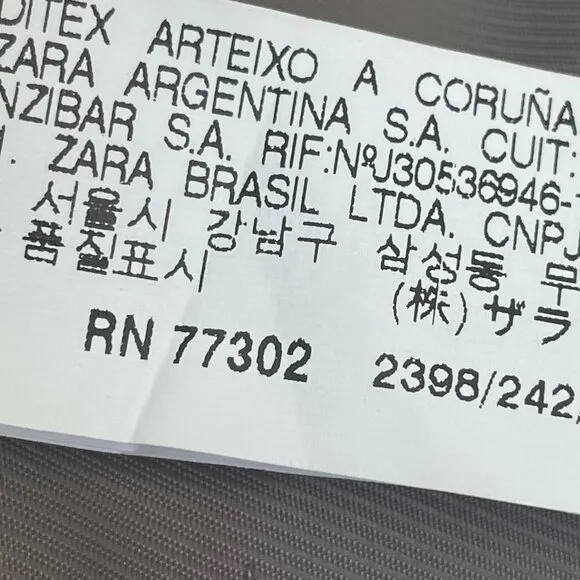 DITEX ARTEIXO A CORUÑA
ZARA ARGENTINA S.A. CUIT:
NZIBAR S.A. RIF:NºJ30536946-
. ZARA BRASIL LTDA. CNPJ
서울시 강남구 삼성동 무
품질표시 (株) ザラ
RN 77302 2398/242